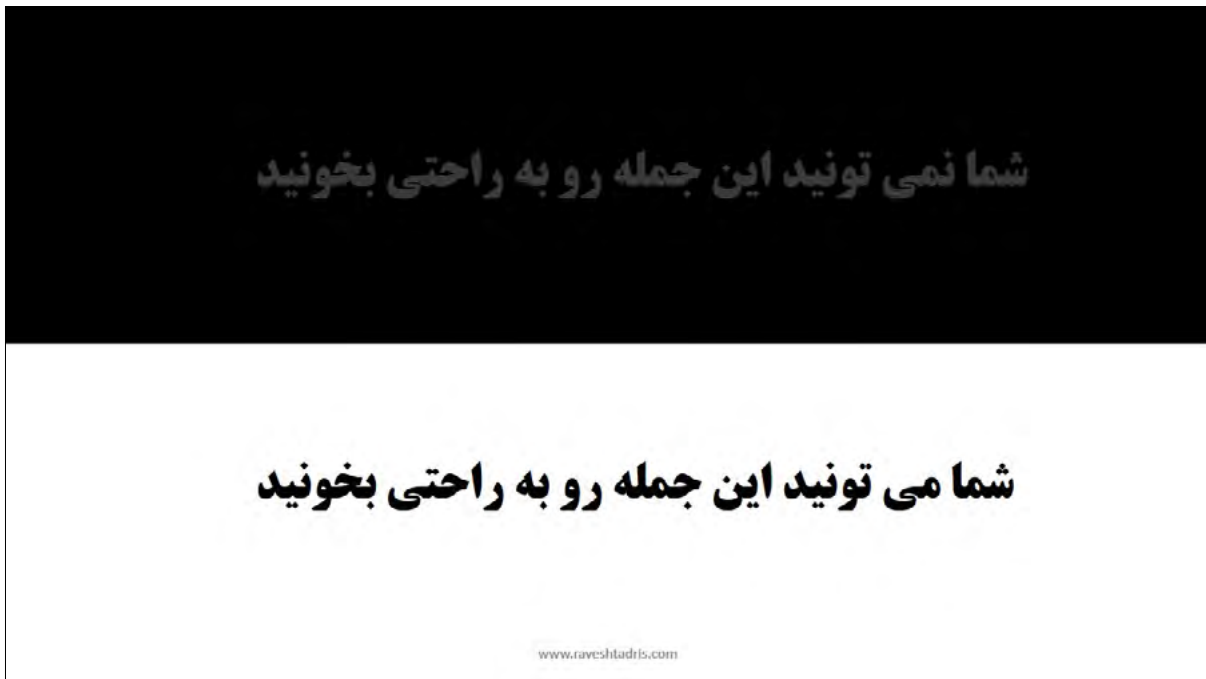 شما نمی تونید این جمله رو به راحتی بخونید
شما می تونید این جمله رو به راحتی بخونید
www.raveshtadris.com